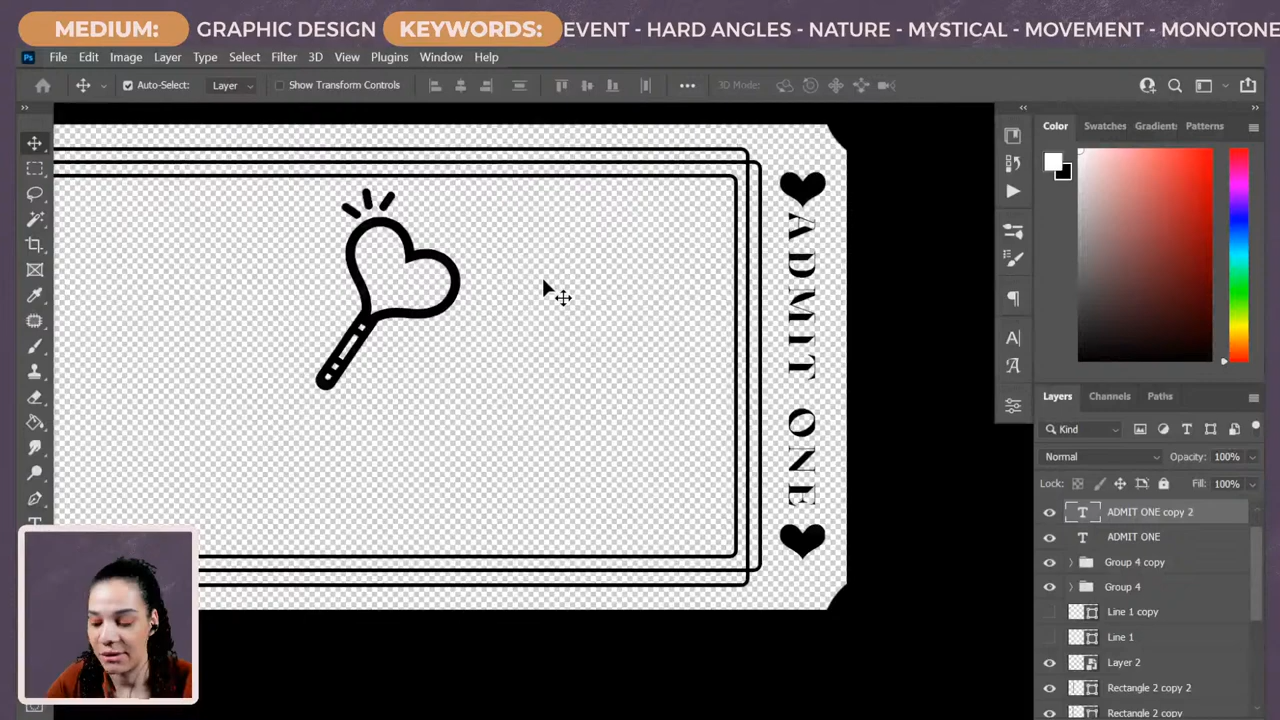 MEDIUM: GRAPHIC DESIGN KEYWORDS: EVENT - HARD ANGLES - NATURE - MYSTICAL - MOVEMENT - MONOTONE
Ps File Edit Image Layer Type Select Filter 3D View Plugins Window Help
Auto-Select: Layer Show Transform Controls 3D Mode:
Color Swatches Gradient: Patterns
ADMIT ONE
Layers Channels Paths
Kind
Normal Opacity: 100%
Lock: Fill: 100%
ADMIT ONE copy 2
ADMIT ONE
Group 4 copy
Group 4
Line 1 copy
Line 1
Layer 2
Rectangle 2 copy 2
Rectangle 2 copy